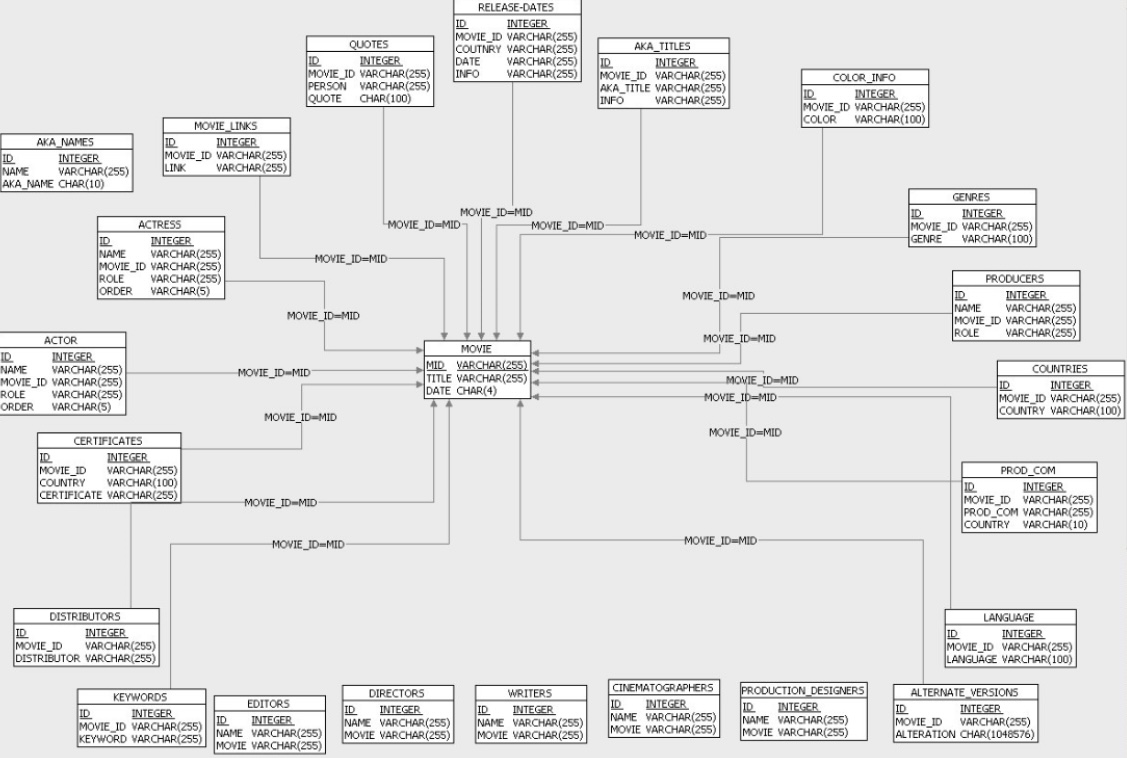 RELEASE-DATES
ID INTEGER
MOVIE_ID VARCHAR(255)
COUTNRY VARCHAR(255)
DATE VARCHAR(255)
INFO VARCHAR(255)
QUOTES
ID INTEGER
MOVIE_ID VARCHAR(255)
PERSON VARCHAR(255)
QUOTE CHAR(100)
AKA_TITLES
ID INTEGER
MOVIE_ID VARCHAR(255)
AKA_TITLE VARCHAR(255)
INFO VARCHAR(255)
COLOR_INFO
ID INTEGER
MOVIE_ID VARCHAR(255)
COLOR VARCHAR(100)
MOVIE_LINKS
ID INTEGER
MOVIE_ID VARCHAR(255)
LINK VARCHAR(255)
AKA_NAMES
ID INTEGER
NAME VARCHAR(255)
AKA_NAME CHAR(10)
ACTRESS
ID INTEGER
NAME VARCHAR(255)
MOVIE_ID VARCHAR(255)
ROLE VARCHAR(255)
ORDER VARCHAR(5)
GENRES
ID INTEGER
MOVIE_ID VARCHAR(255)
GENRE VARCHAR(100)
MOVIE_ID=MID
MOVIE_ID=MID
MOVIE_ID=MID
MOVIE_ID=MID
MOVIE_ID=MID
MOVIE_ID=MID
MOVIE_ID=MID
PRODUCERS
ID INTEGER
NAME VARCHAR(255)
MOVIE_ID VARCHAR(255)
ROLE VARCHAR(255)
MOVIE_ID=MID
MOVIE_ID=MID
ACTOR
ID INTEGER
NAME VARCHAR(255)
MOVIE_ID VARCHAR(255)
ROLE VARCHAR(255)
ORDER VARCHAR(5)
MOVIE
MID VARCHAR(255)
TITLE VARCHAR(255)
DATE CHAR(4)
MOVIE_ID=MID
MOVIE_ID=MID
MOVIE_ID=MID
COUNTRIES
ID INTEGER
MOVIE_ID VARCHAR(255)
COUNTRY VARCHAR(100)
MOVIE_ID=MID
MOVIE_ID=MID
CERTIFICATES
ID INTEGER
MOVIE_ID VARCHAR(255)
COUNTRY VARCHAR(100)
CERTIFICATE VARCHAR(255)
PROD_COM
ID INTEGER
MOVIE_ID VARCHAR(255)
PROD_COM VARCHAR(255)
COUNTRY VARCHAR(10)
MOVIE_ID=MID
MOVIE_ID=MID
MOVIE_ID=MID
DISTRIBUTORS
ID INTEGER
MOVIE_ID VARCHAR(255)
DISTRIBUTOR VARCHAR(255)
LANGUAGE
ID INTEGER
MOVIE_ID VARCHAR(255)
LANGUAGE VARCHAR(100)
KEYWORDS
ID INTEGER
MOVIE_ID VARCHAR(255)
KEYWORD VARCHAR(255)
EDITORS
ID INTEGER
NAME VARCHAR(255)
MOVIE VARCHAR(255)
DIRECTORS
ID INTEGER
NAME VARCHAR(255)
MOVIE VARCHAR(255)
WRITERS
ID INTEGER
NAME VARCHAR(255)
MOVIE VARCHAR(255)
CINEMATOGRAPHERS
ID INTEGER
NAME VARCHAR(255)
MOVIE VARCHAR(255)
PRODUCTION_DESIGNERS
ID INTEGER
NAME VARCHAR(255)
MOVIE VARCHAR(255)
ALTERNATE_VERSIONS
ID INTEGER
MOVIE_ID VARCHAR(255)
ALTERATION CHAR(1048576)